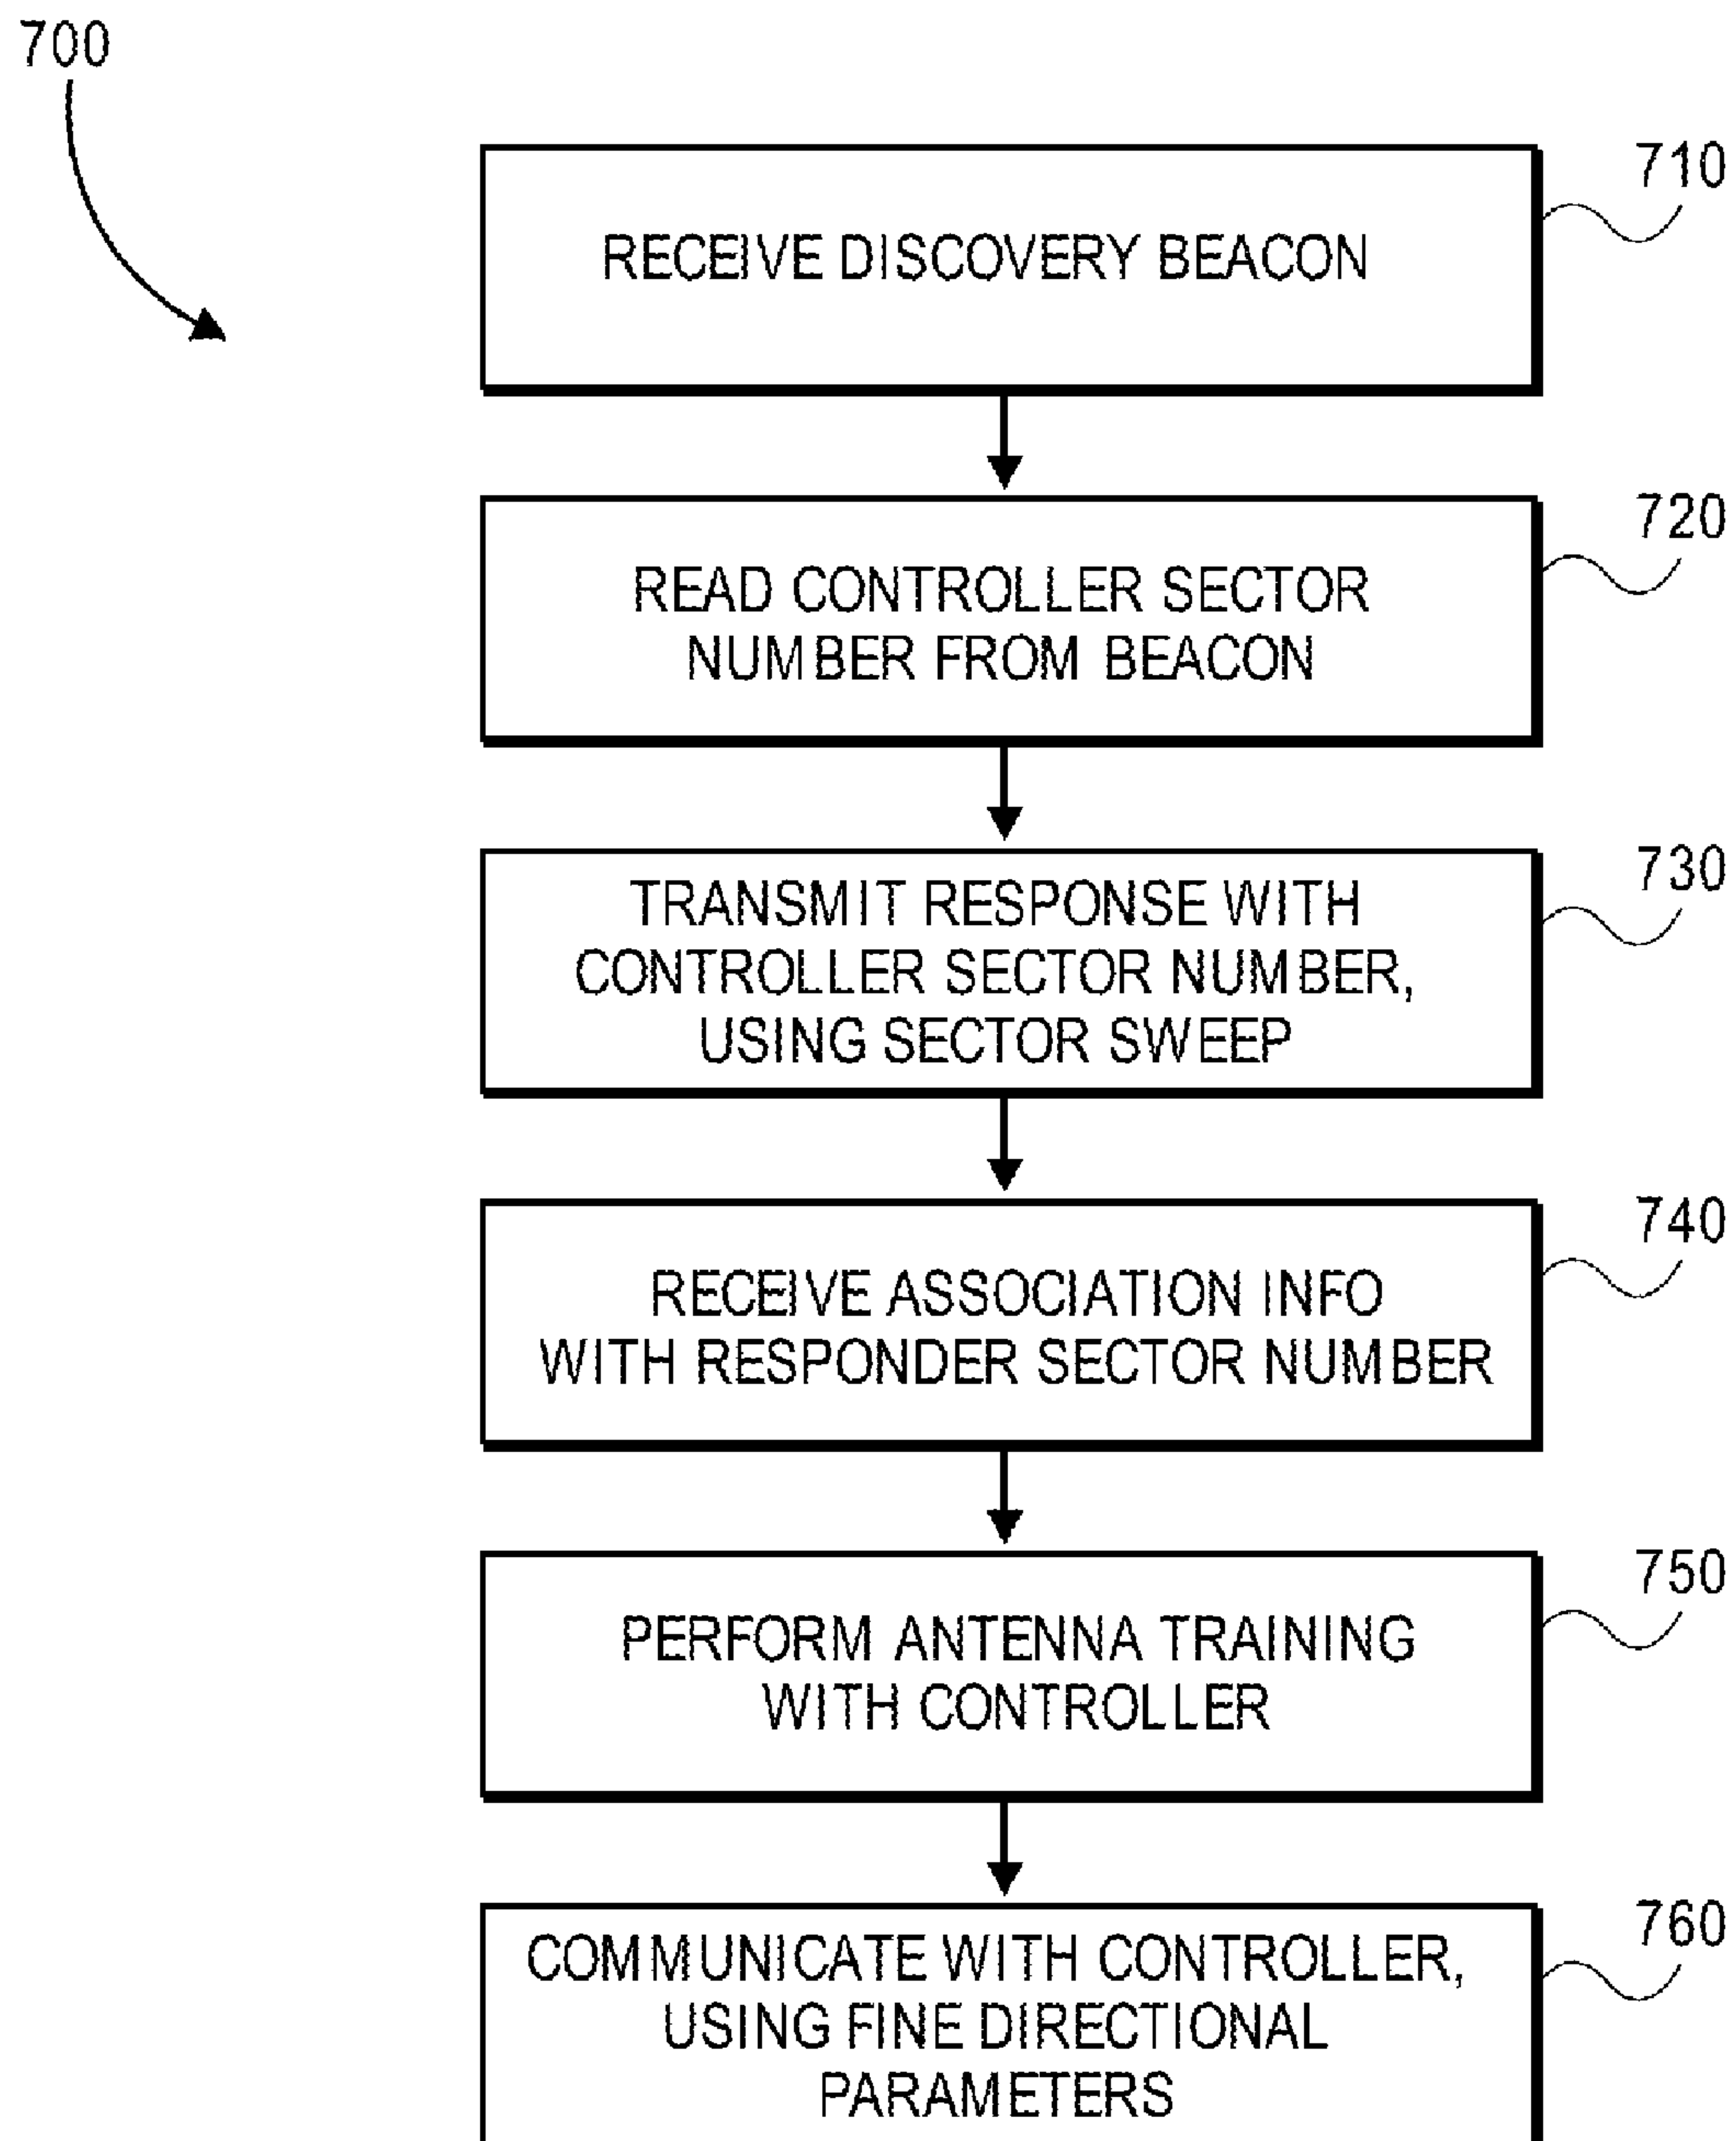 700
710
RECEIVE DISCOVERY BEACON
720
READ CONTROLLER SECTOR
NUMBER FROM BEACON
730
TRANSMIT RESPONSE WITH
CONTROLLER SECTOR NUMBER,
USING SECTOR SWEEP
740
RECEIVE ASSOCIATION INFO
WITH RESPONDER SECTOR NUMBER
750
PERFORM ANTENNA TRAINING
WITH CONTROLLER
760
COMMUNICATE WITH CONTROLLER,
USING FINE DIRECTIONAL
PARAMETERS